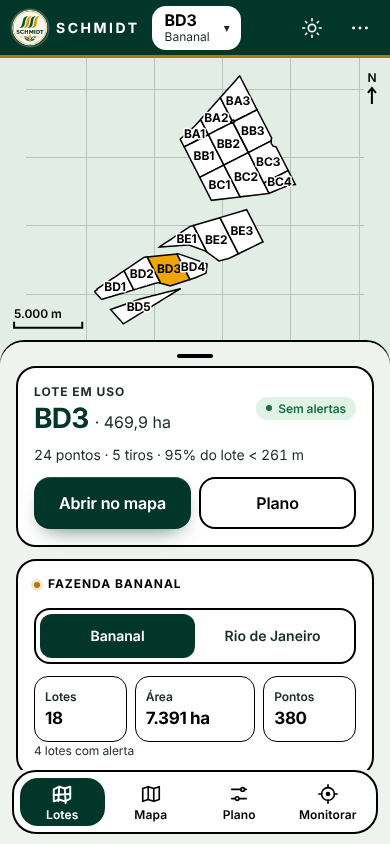 SCHMIDT
SCHMIDT
BD3
Bananal
N
BA3
BA2
BA1
BB3
BB2
BB1
BC3
BC2
BC4
BC1
BE3
BE1
BE2
BD3
BD4
BD2
BD1
BD5
5.000 m
LOTE EM USO
BD3 · 469,9 ha
Sem alertas
24 pontos · 5 tiros · 95% do lote < 261 m
Abrir no mapa
Plano
FAZENDA BANANAL
Bananal
Rio de Janeiro
Lotes
18
Área
7.391 ha
Pontos
380
4 lotes com alerta
Lotes
Mapa
Plano
Monitorar